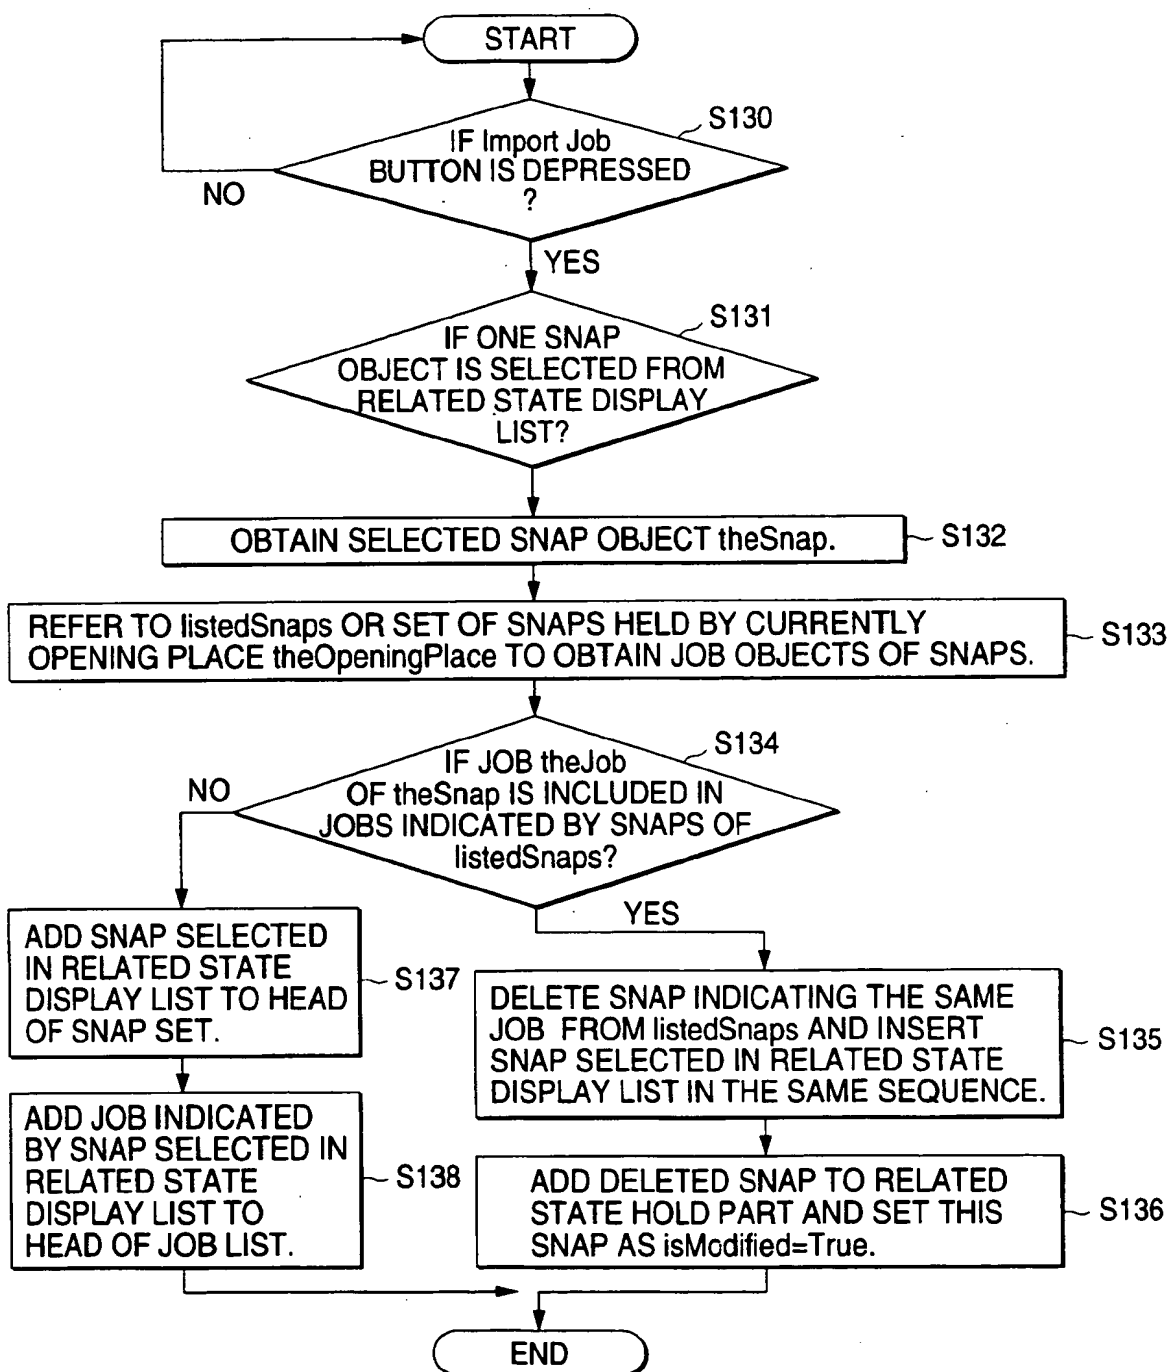 START
S130
IF Import Job
BUTTON IS DEPRESSED
?
NO
YES
S131
IF ONE SNAP
OBJECT IS SELECTED FROM
RELATED STATE DISPLAY
LIST?
OBTAIN SELECTED SNAP OBJECT theSnap.
S132
REFER TO listedSnaps OR SET OF SNAPS HELD BY CURRENTLY
OPENING PLACE theOpeningPlace TO OBTAIN JOB OBJECTS OF SNAPS.
S133
S134
IF JOB theJob
OF theSnap IS INCLUDED IN
JOBS INDICATED BY SNAPS OF
listedSnaps?
NO
YES
ADD SNAP SELECTED
IN RELATED STATE
DISPLAY LIST TO HEAD
OF SNAP SET.
S137
ADD JOB INDICATED
BY SNAP SELECTED IN
RELATED STATE
DISPLAY LIST TO
HEAD OF JOB LIST.
S138
DELETE SNAP INDICATING THE SAME
JOB FROM listedSnaps AND INSERT
SNAP SELECTED IN RELATED STATE
DISPLAY LIST IN THE SAME SEQUENCE.
S135
ADD DELETED SNAP TO RELATED
STATE HOLD PART AND SET THIS
SNAP AS isModified=True.
S136
END